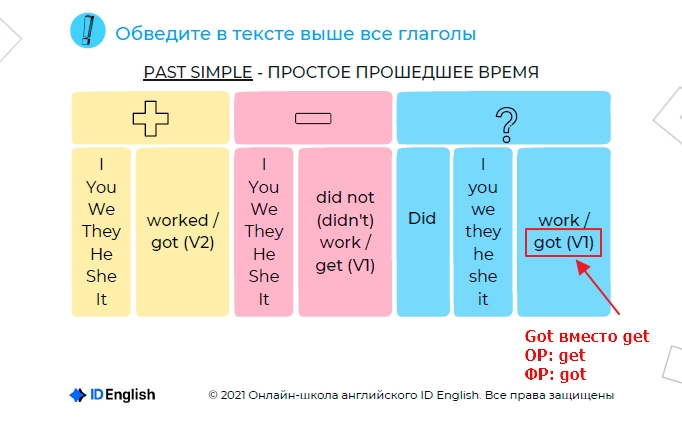 Обведите в тексте выше все глаголы
PAST SIMPLE - ПРОСТОЕ ПРОШЕДШЕЕ ВРЕМЯ
?
I
You
We
They
He
She
It
worked /
got (V2)
I
You
We
They
He
She
It
did not
(didn't)
work /
get (V1)
Did
I
you
we
they
he
she
it
work /
got (V1)
Got вместо get
ОР: get
ФР: got
ID English
© 2021 Онлайн-школа английского ID English. Все права защищены